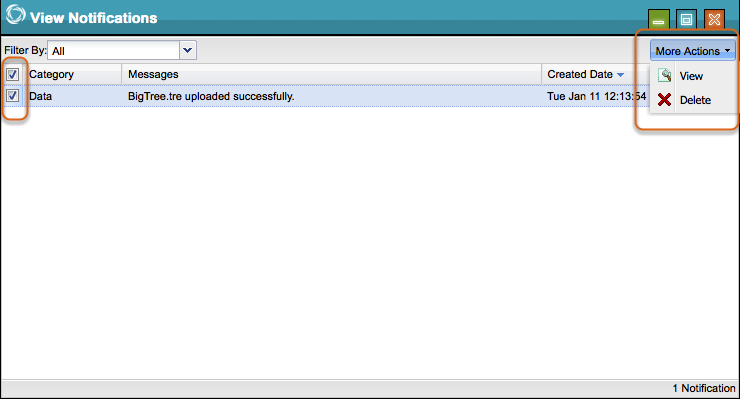 View Notifications
Filter By: All
More Actions
Category Messages Created Date
View
Data BigTree.tre uploaded successfully. Tue Jan 11 12:13:54
Delete
1 Notification